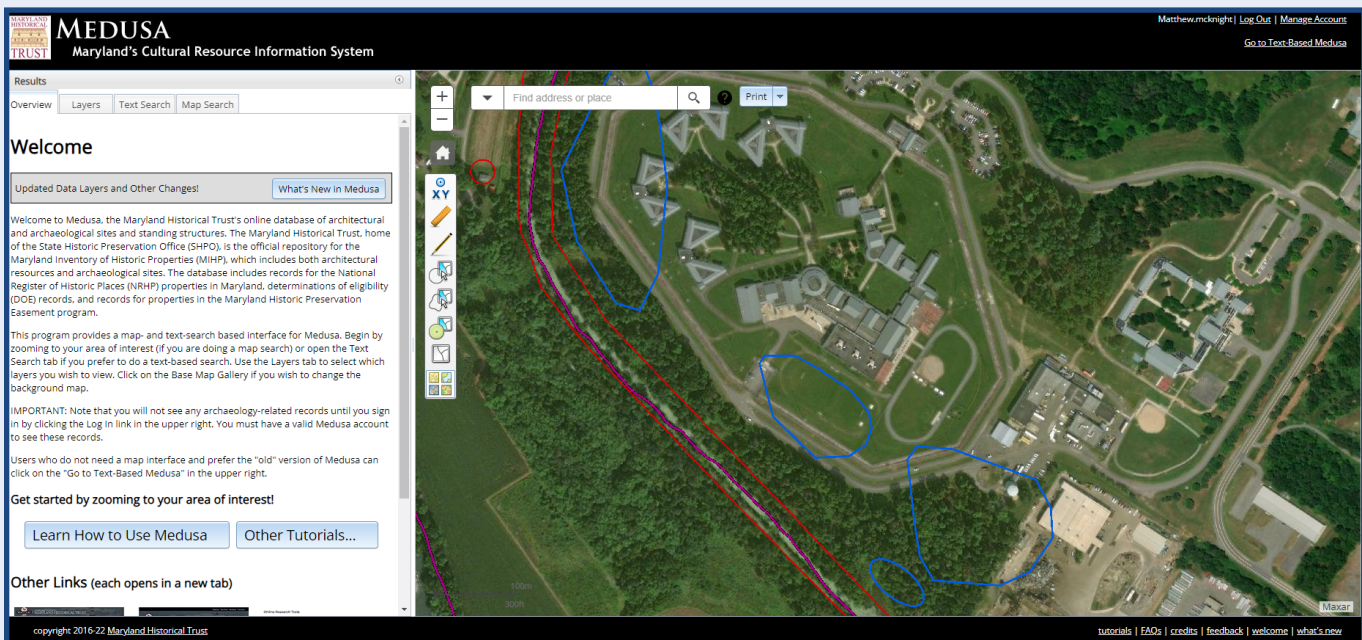 MARYLAND
HISTORICAL
TRUST
MEDUSA
Maryland's Cultural Resource Information System
Matthew.mcknight| Log Out | Manage Account
Go to Text-Based Medusa
Results
Overview
Layers
Text Search
Map Search
Welcome
Updated Data Layers and Other Changes!
What's New in Medusa
Welcome to Medusa, the Maryland Historical Trust's online database of architectural
and archaeological sites and standing structures. The Maryland Historical Trust, home
of the State Historic Preservation Office (SHPO), is the official repository for the
Maryland Inventory of Historic Properties (MIHP), which includes both architectural
resources and archaeological sites. The database includes records for the National
Register of Historic Places (NRHP) properties in Maryland, determinations of eligibility
(DOE) records, and records for properties in the Maryland Historic Preservation
Easement program.
This program provides a map- and text-search based interface for Medusa. Begin by
zooming to your area of interest (if you are doing a map search) or open the Text
Search tab if you prefer to do a text-based search. Use the Layers tab to select which
layers you wish to view. Click on the Base Map Gallery if you wish to change the
background map.
IMPORTANT: Note that you will not see any archaeology-related records until you sign
in by clicking the Log In link in the upper right. You must have a valid Medusa account
to see these records.
Users who do not need a map interface and prefer the "old" version of Medusa can
click on the "Go to Text-Based Medusa" in the upper right.
Get started by zooming to your area of interest!
Learn How to Use Medusa
Other Tutorials...
Other Links (each opens in a new tab)
+
−
Find address or place
?
Print
XY
100m
300ft
Maxar
copyright 2016-22 Maryland Historical Trust
tutorials | FAQs | credits | feedback | welcome | what's new